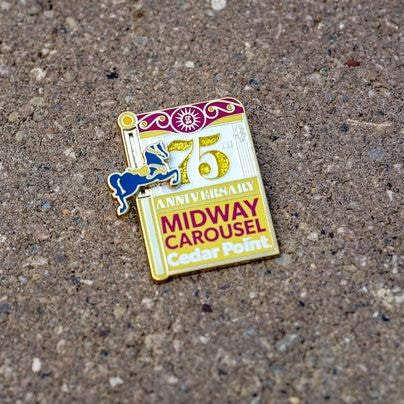 75
ANNIVERSARY
MIDWAY
CAROUSEL
Cedar Point